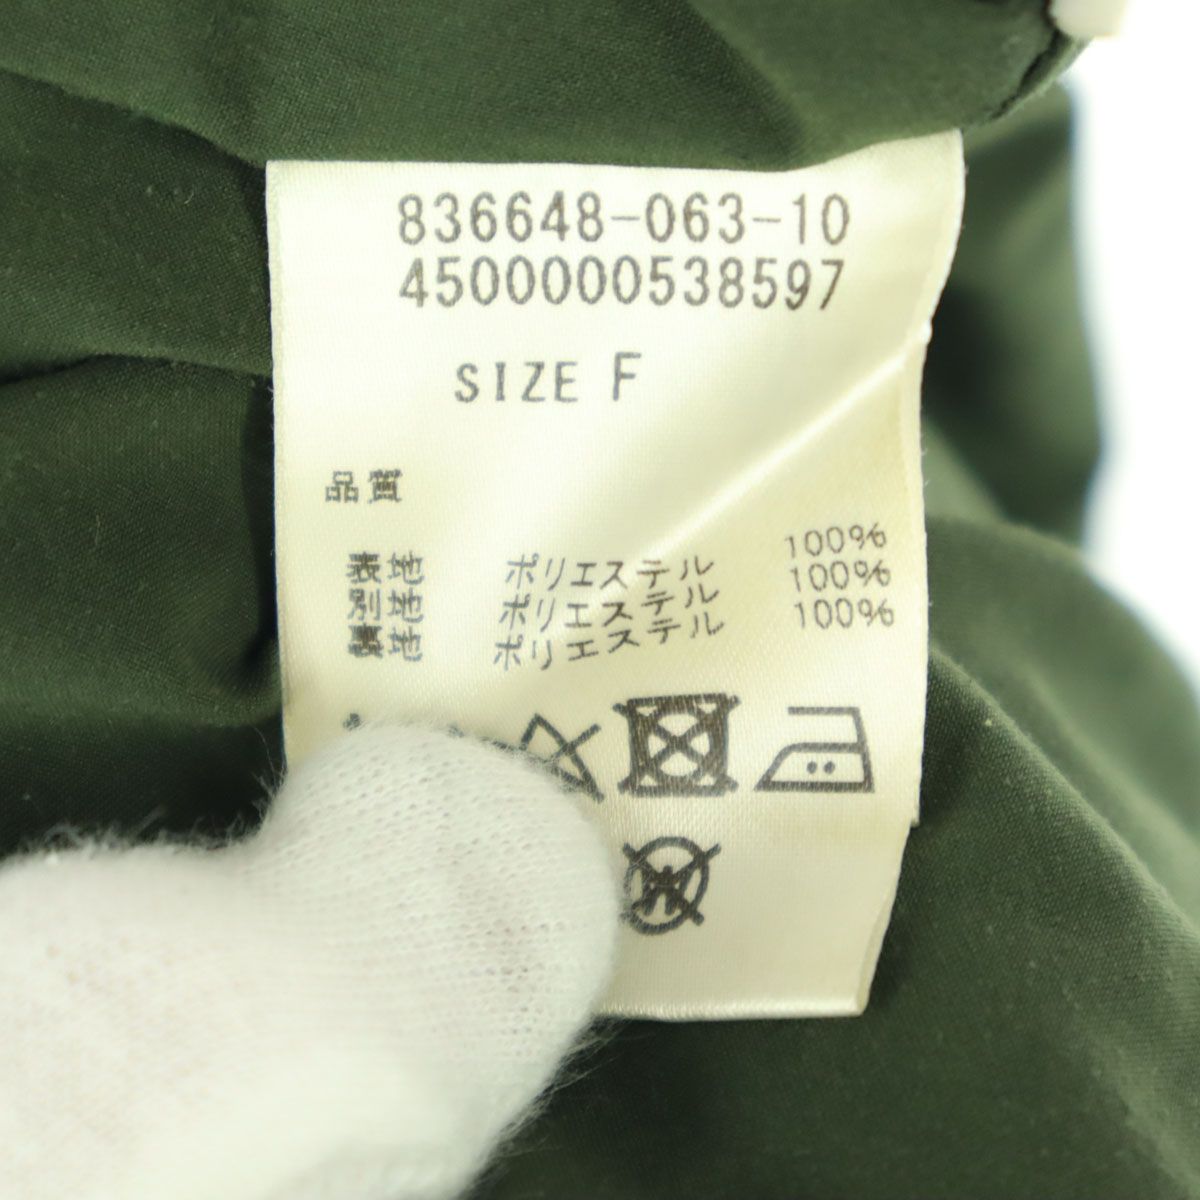 836648-063-10
4500000538597
SIZE F
品質
表地 ポリエステル 100%
別地 ポリエステル 100%
裏地 ポリエステル 100%